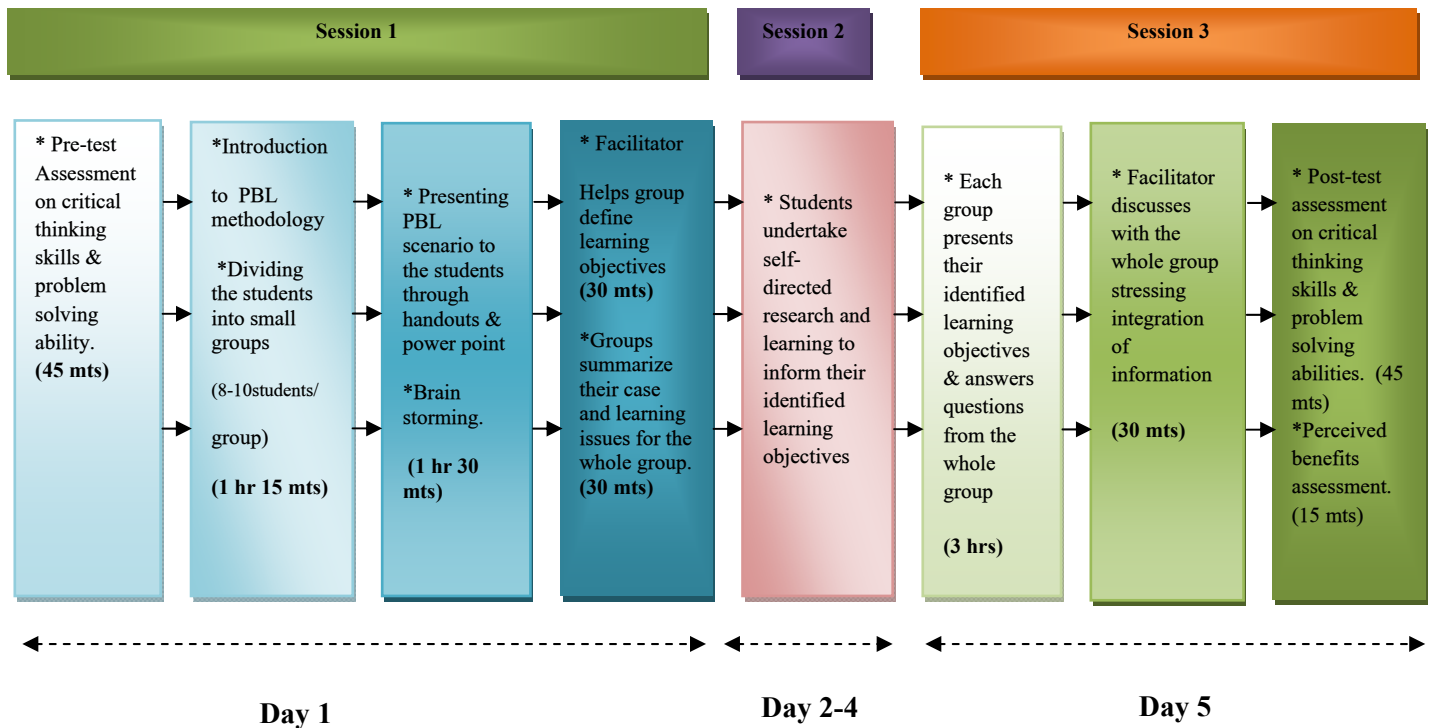 Session 1
Session 2
Session 3
* Pre-test
Assessment
on critical
thinking
skills &
problem
solving
ability.
(45 mts)
*Introduction
to PBL
methodology
*Dividing
the students
into small
groups
(8-10students/
group)
(1 hr 15 mts)
* Presenting
PBL
scenario to
the students
through
handouts &
power point
*Brain
storming.
(1 hr 30
mts)
* Facilitator
Helps group
define
learning
objectives
(30 mts)
*Groups
summarize
their case
and learning
issues for the
whole group.
(30 mts)
* Students
undertake
self-
directed
research and
learning to
inform their
identified
learning
objectives
* Each
group
presents
their
identified
learning
objectives
& answers
questions
from the
whole
group
(3 hrs)
* Facilitator
discusses
with the
whole group
stressing
integration
of
information
(30 mts)
* Post-test
assessment
on critical
thinking
skills &
problem
solving
abilities. (45
mts)
*Perceived
benefits
assessment.
(15 mts)
Day 1
Day 2-4
Day 5